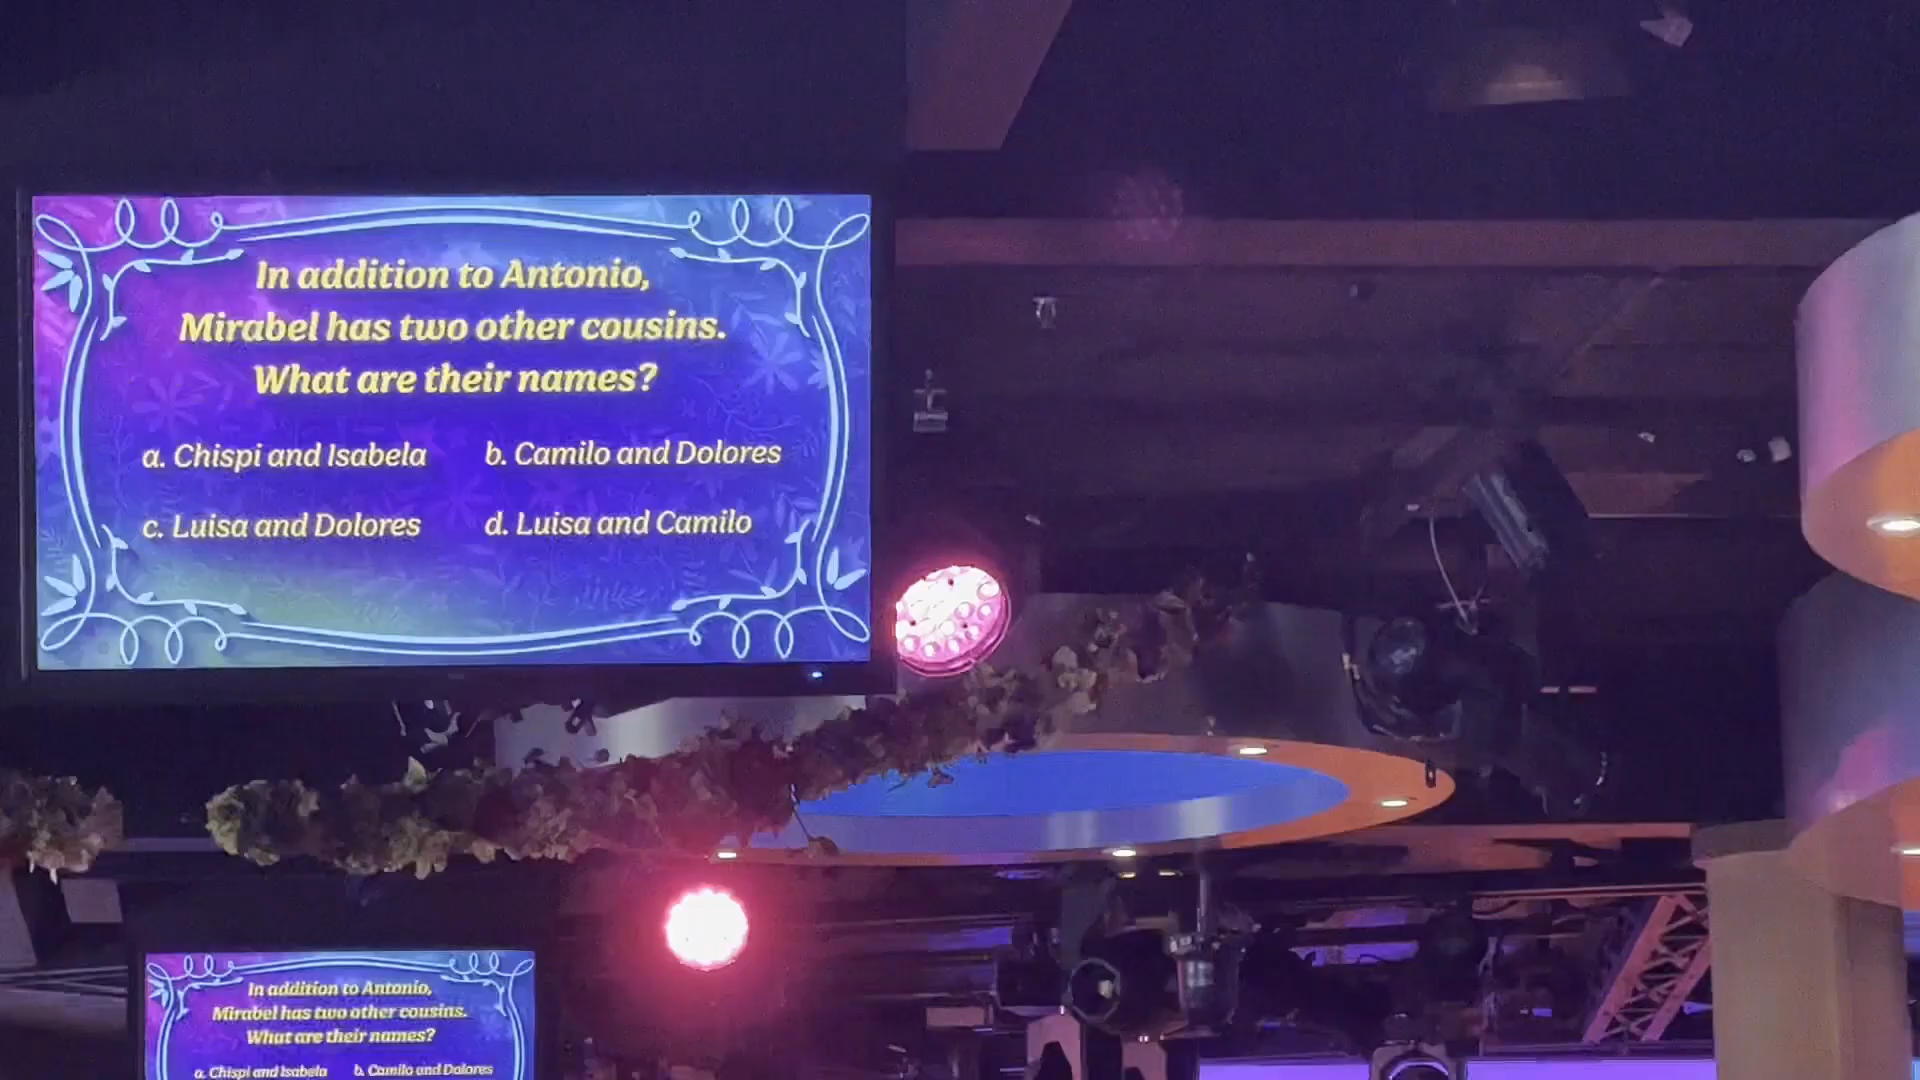 In addition to Antonio,
Mirabel has two other cousins.
What are their names?
a. Chispi and Isabela
b. Camilo and Dolores
c. Luisa and Dolores
d. Luisa and Camilo
In addition to Antonio,
Mirabel has two other cousins.
What are their names?
a. Chispi and Isabela
b. Camilo and Dolores